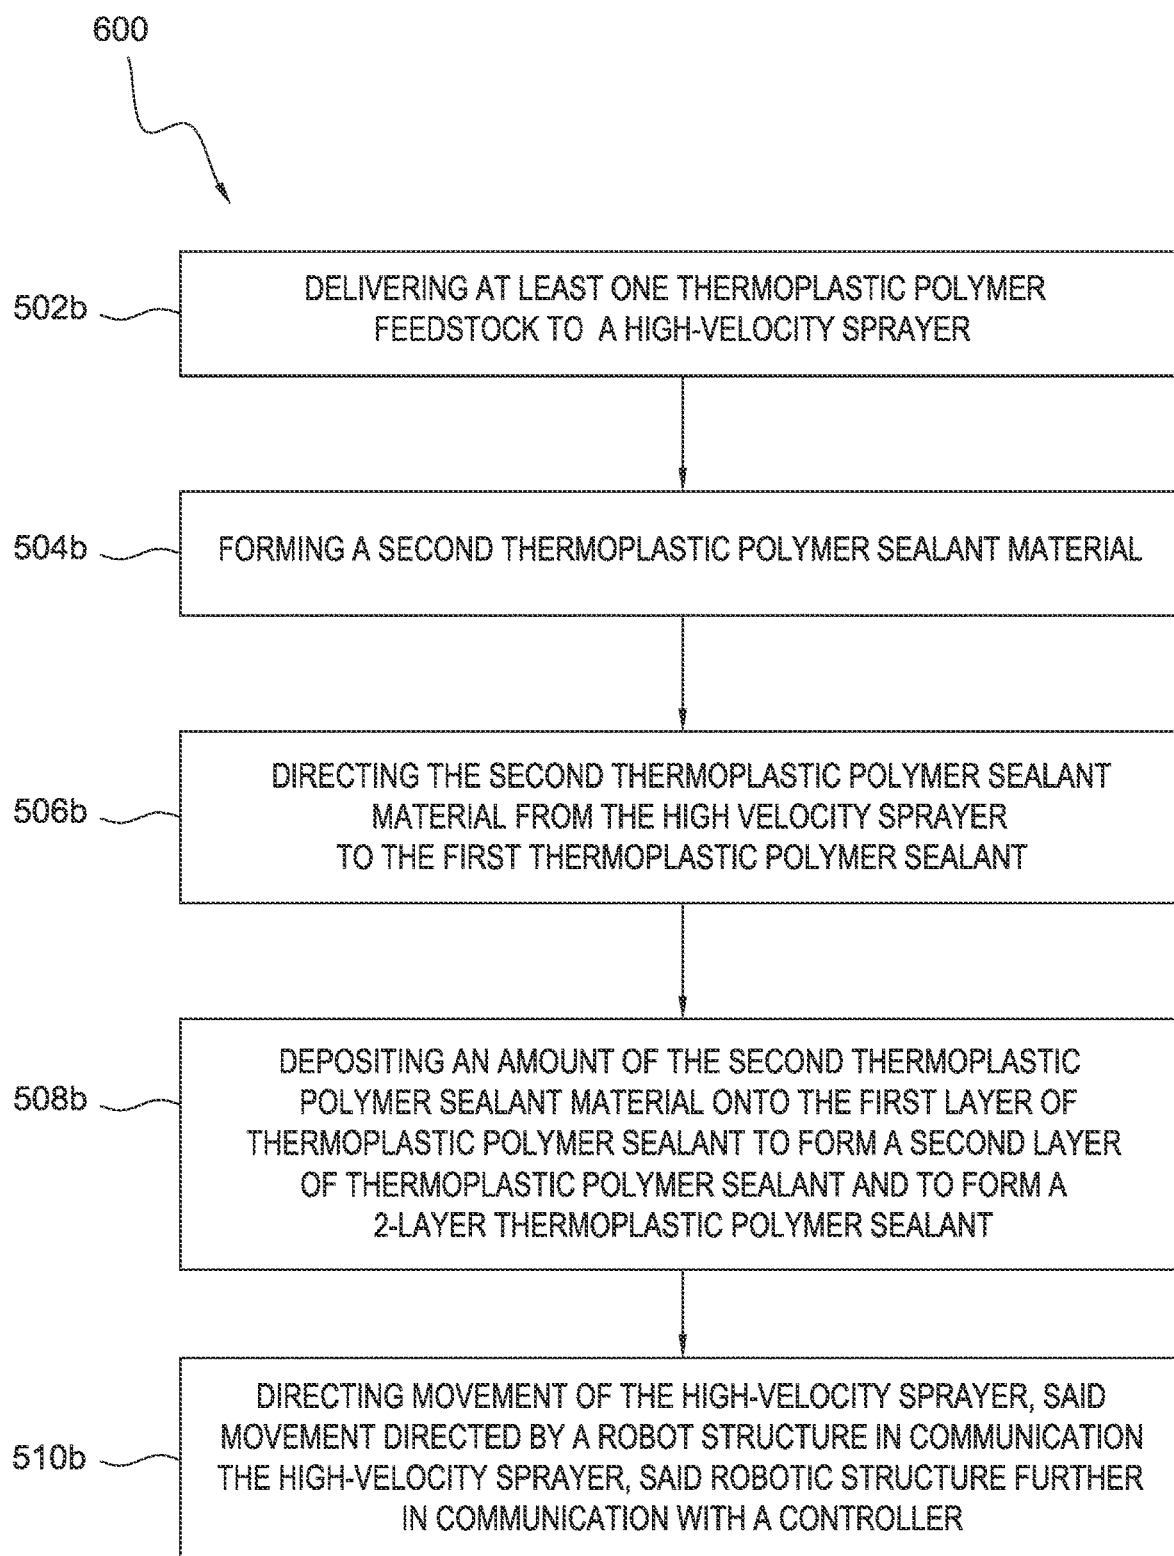 600
502b
DELIVERING AT LEAST ONE THERMOPLASTIC POLYMER
FEEDSTOCK TO A HIGH-VELOCITY SPRAYER
504b
FORMING A SECOND THERMOPLASTIC POLYMER SEALANT MATERIAL
506b
DIRECTING THE SECOND THERMOPLASTIC POLYMER SEALANT
MATERIAL FROM THE HIGH VELOCITY SPRAYER
TO THE FIRST THERMOPLASTIC POLYMER SEALANT
508b
DEPOSITING AN AMOUNT OF THE SECOND THERMOPLASTIC
POLYMER SEALANT MATERIAL ONTO THE FIRST LAYER OF
THERMOPLASTIC POLYMER SEALANT TO FORM A SECOND LAYER
OF THERMOPLASTIC POLYMER SEALANT AND TO FORM A
2-LAYER THERMOPLASTIC POLYMER SEALANT
510b
DIRECTING MOVEMENT OF THE HIGH-VELOCITY SPRAYER, SAID
MOVEMENT DIRECTED BY A ROBOT STRUCTURE IN COMMUNICATION
THE HIGH-VELOCITY SPRAYER, SAID ROBOTIC STRUCTURE FURTHER
IN COMMUNICATION WITH A CONTROLLER